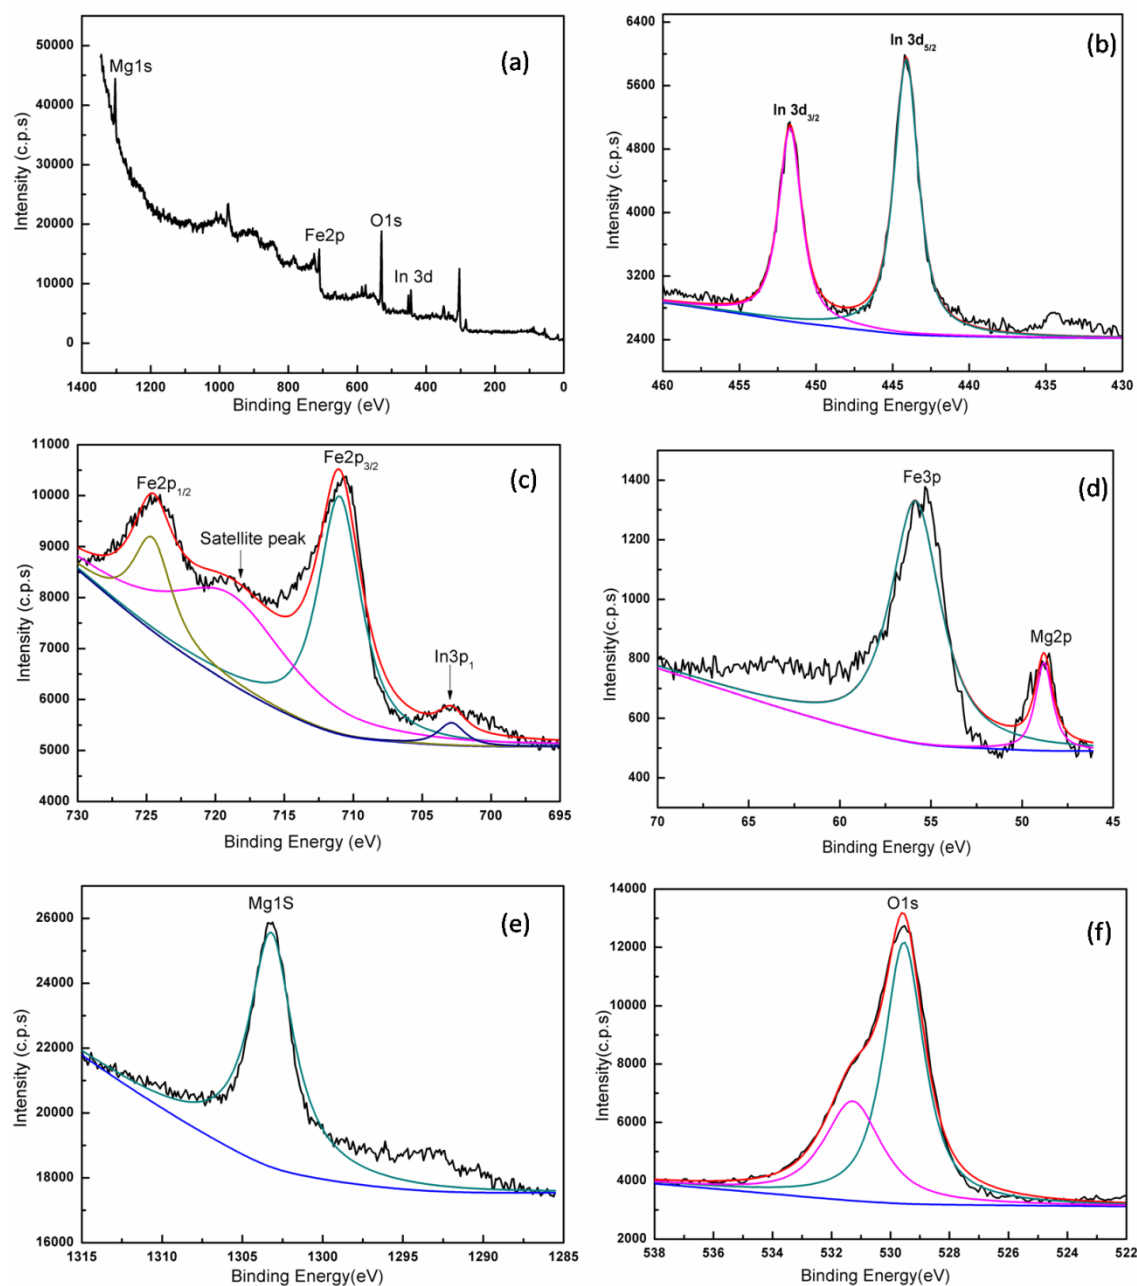 (a)
Mg1s
Fe2p
O1s
In 3d
50000
40000
30000
20000
10000
0
Intensity (c.p.s)
1400 1200 1000 800 600 400 200 0
Binding Energy (eV)
(b)
In 3d5/2
In 3d3/2
6400
5600
4800
4000
3200
2400
Intensity (c.p.s)
460 455 450 445 440 435 430
Binding Energy(eV)
(c)
Fe2p1/2
Fe2p3/2
Satellite peak
In3p1
11000
10000
9000
8000
7000
6000
5000
4000
Intensity (c.p.s)
730 725 720 715 710 705 700 695
Binding Energy (eV)
(d)
Fe3p
Mg2p
1400
1200
1000
800
600
400
Intensity(c.p.s)
70 65 60 55 50 45
Binding Energy (eV)
(e)
Mg1S
26000
24000
22000
20000
18000
16000
Intensity (c.p.s)
1315 1310 1305 1300 1295 1290 1285
Binding Energy (eV)
(f)
O1s
14000
12000
10000
8000
6000
4000
2000
Intensity(c.p.s)
538 536 534 532 530 528 526 524 522
Binding Energy (eV)